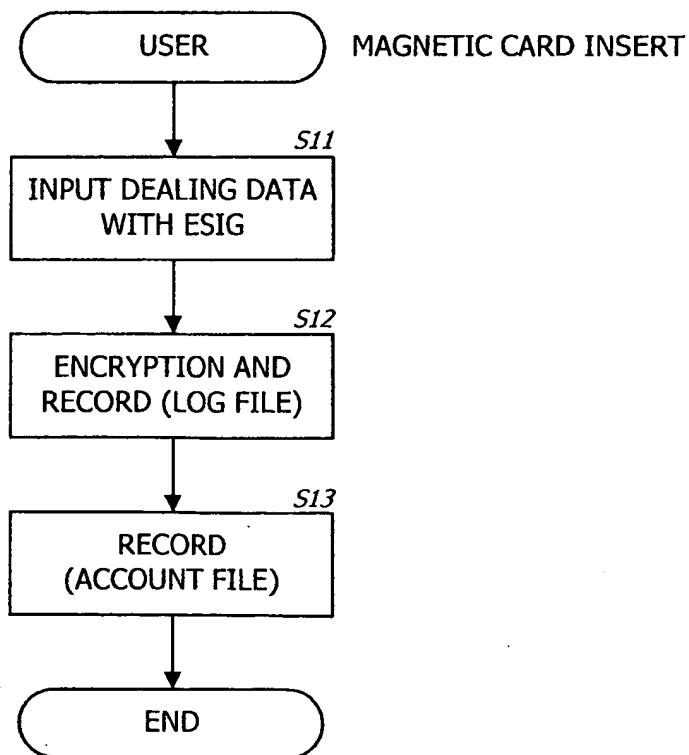 USER
MAGNETIC CARD INSERT
S11
INPUT DEALING DATA
WITH ESIG
S12
ENCRYPTION AND
RECORD (LOG FILE)
S13
RECORD
(ACCOUNT FILE)
END